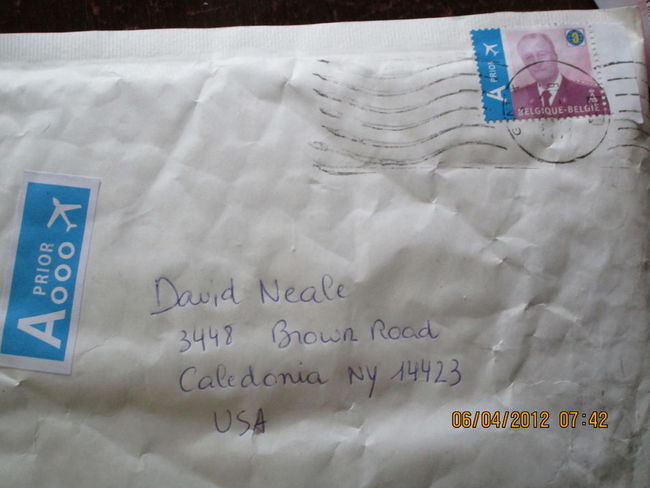 A PRIOR
BELGIQUE-BELGIË
A PRIOR
David Neale
3448 Brown Road
Caledonia NY 14423
USA
06/04/2012 07:42